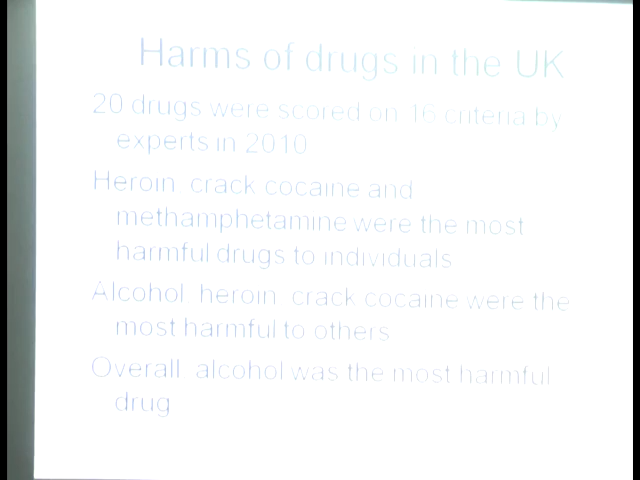 Harms of drugs in the UK
20 drugs were scored on 16 criteria by
experts in 2010
Heroin crack cocaine and
methamphetamine were the most
harmful drugs to individuals
Alcohol heroin crack cocaine were the
most harmful to others
Overall alcohol was the most harmful
drug